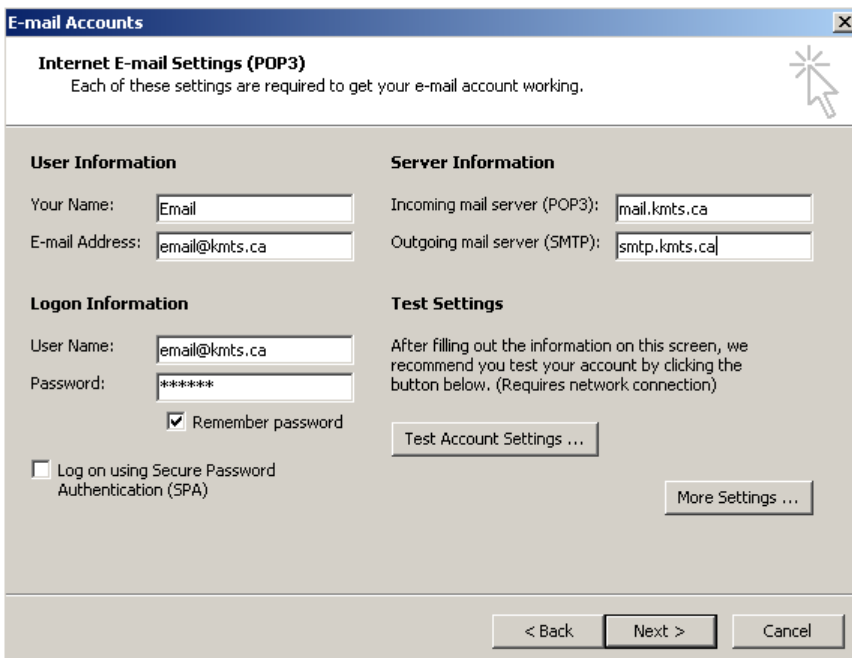 E-mail Accounts
Internet E-mail Settings (POP3)
Each of these settings are required to get your e-mail account working.
User Information
Your Name: Email
E-mail Address: email@kmts.ca
Server Information
Incoming mail server (POP3): mail.kmts.ca
Outgoing mail server (SMTP): smtp.kmts.ca
Logon Information
User Name: email@kmts.ca
Password: ******
Remember password
Log on using Secure Password
Authentication (SPA)
Test Settings
After filling out the information on this screen, we
recommend you test your account by clicking the
button below. (Requires network connection)
Test Account Settings ...
More Settings ...
< Back
Next >
Cancel